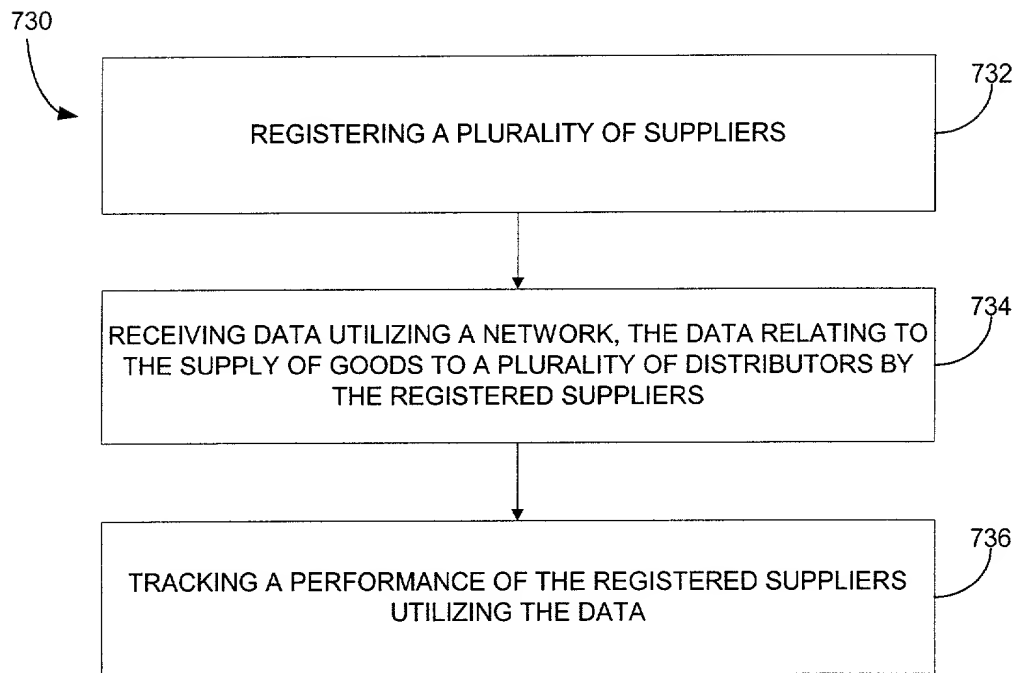 730
732
REGISTERING A PLURALITY OF SUPPLIERS
734
RECEIVING DATA UTILIZING A NETWORK, THE DATA RELATING TO
THE SUPPLY OF GOODS TO A PLURALITY OF DISTRIBUTORS BY
THE REGISTERED SUPPLIERS
736
TRACKING A PERFORMANCE OF THE REGISTERED SUPPLIERS
UTILIZING THE DATA